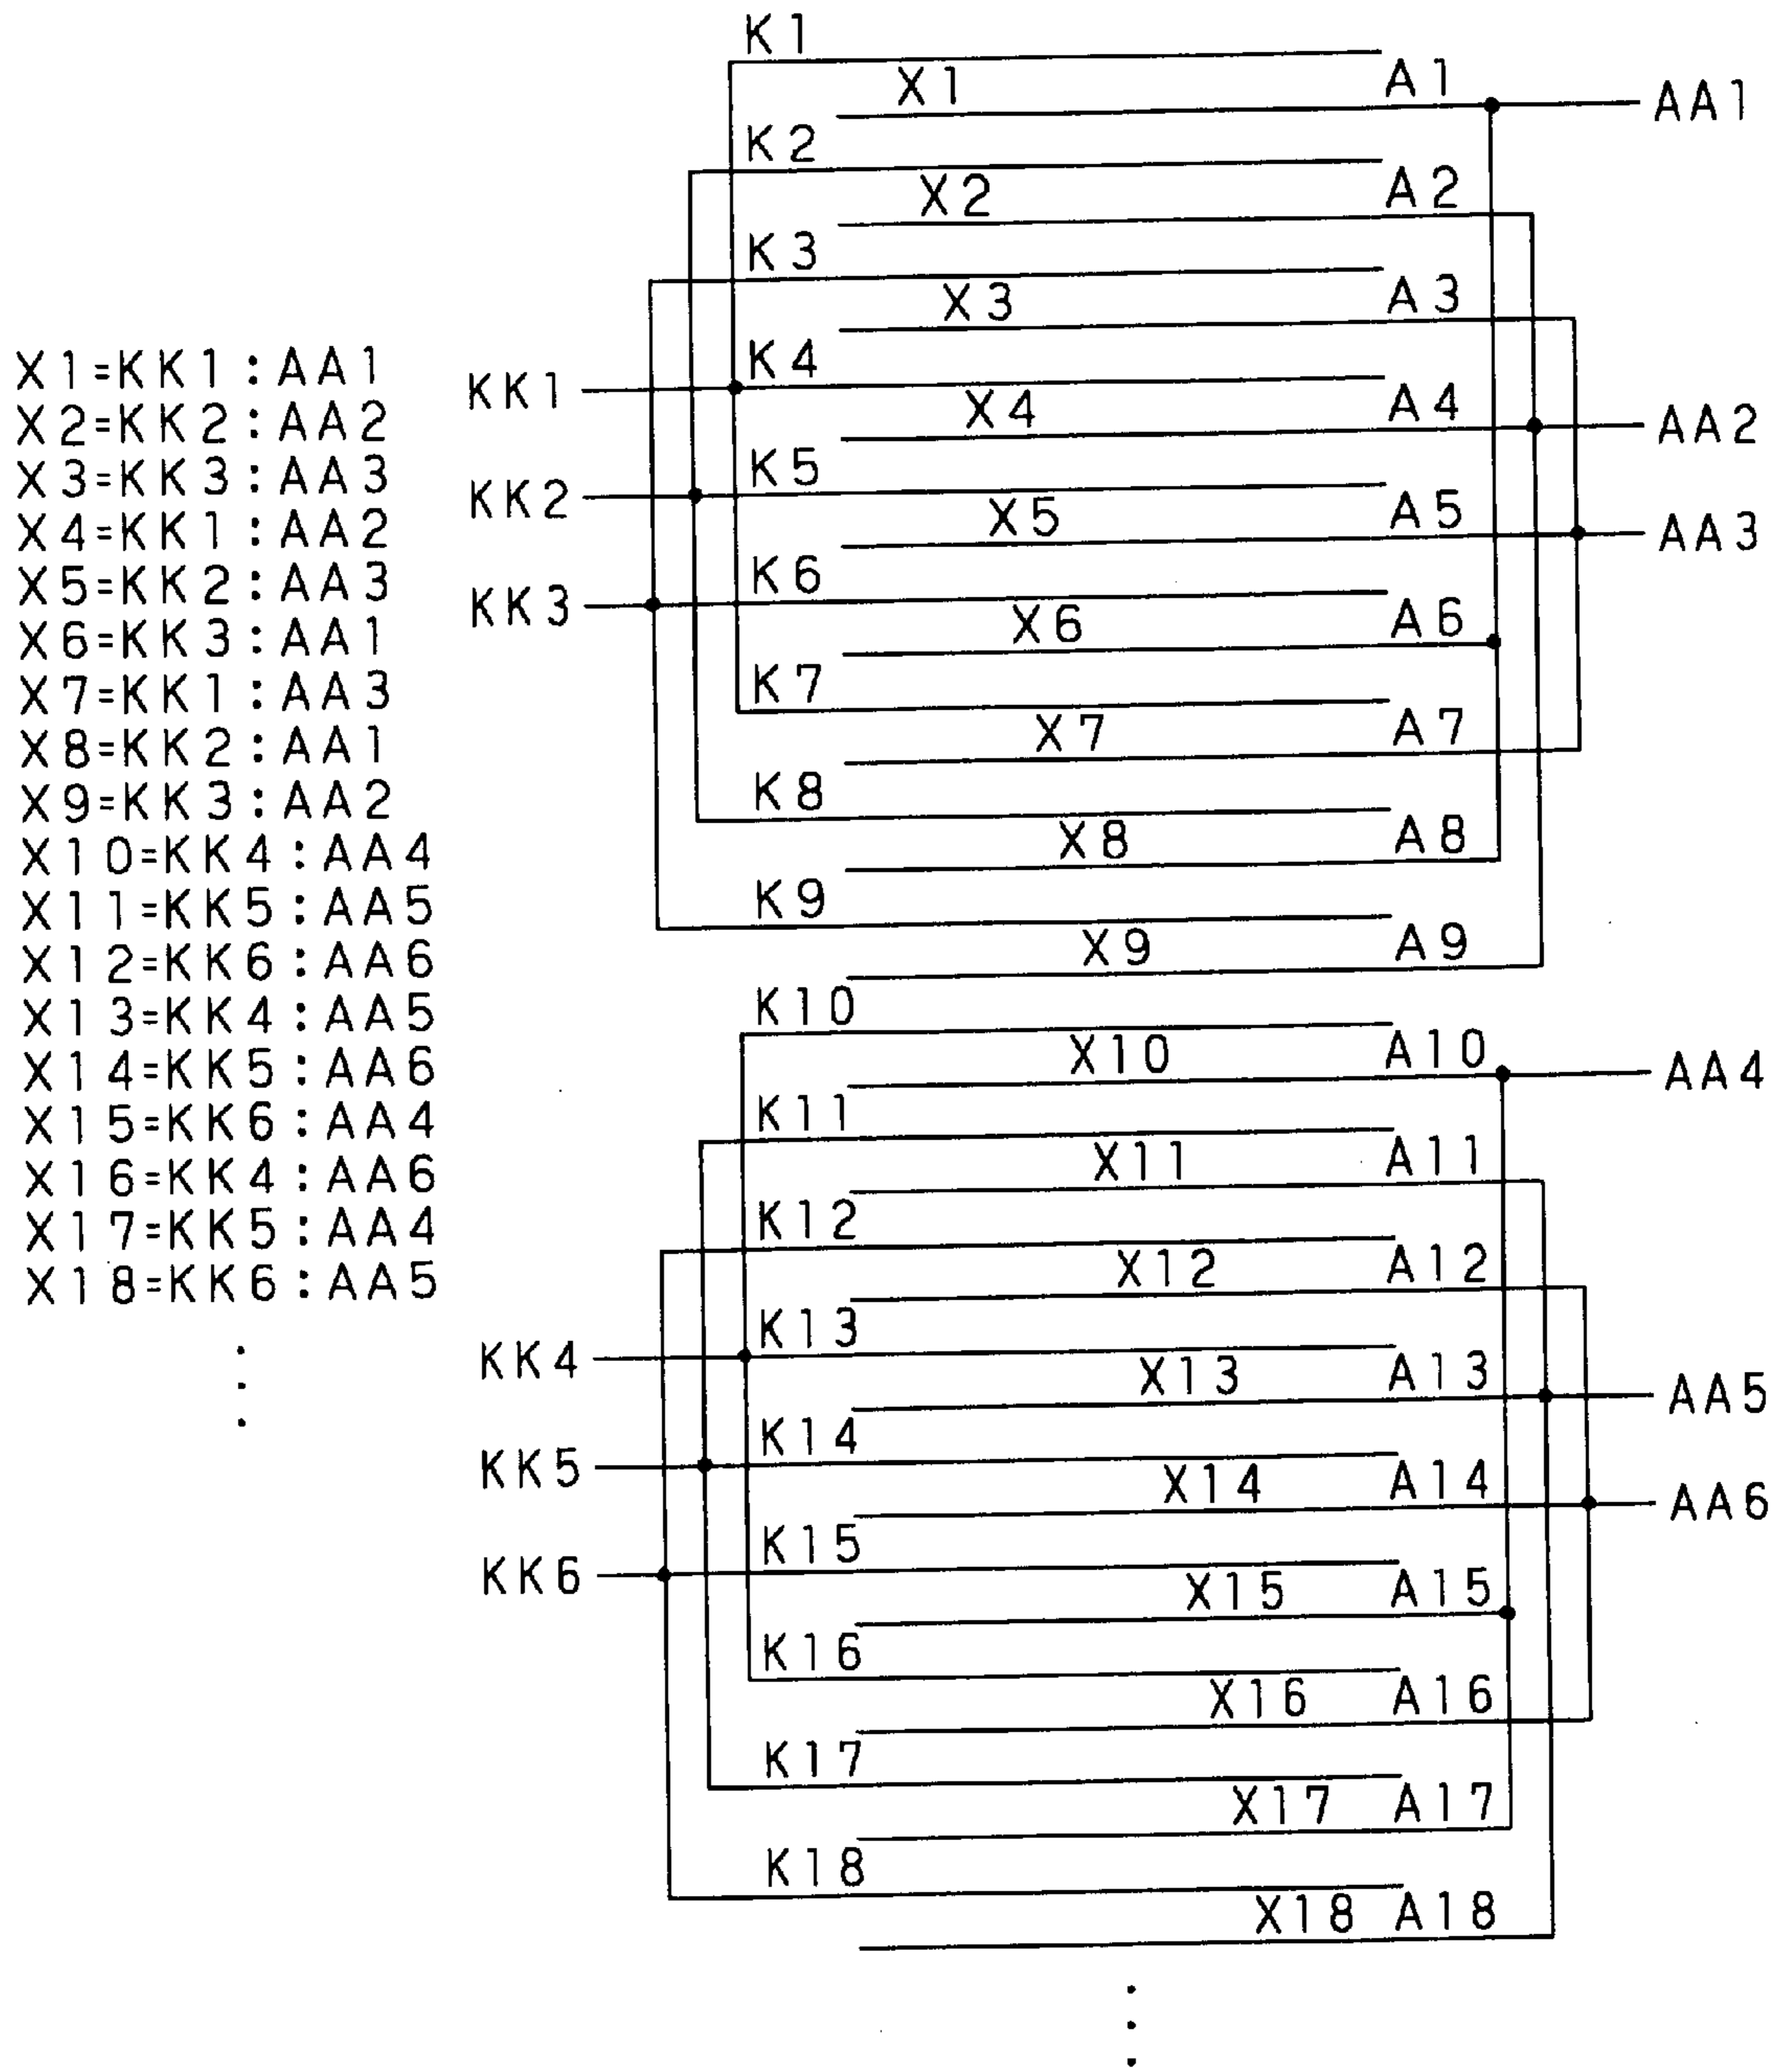 X1=KK1:AA1
X2=KK2:AA2
X3=KK3:AA3
X4=KK1:AA2
X5=KK2:AA3
X6=KK3:AA1
X7=KK1:AA3
X8=KK2:AA1
X9=KK3:AA2
X10=KK4:AA4
X11=KK5:AA5
X12=KK6:AA6
X13=KK4:AA5
X14=KK5:AA6
X15=KK6:AA4
X16=KK4:AA6
X17=KK5:AA4
X18=KK6:AA5
K1
X1 A1 AA1
K2
X2 A2
K3
X3 A3
KK1 K4
X4 A4 AA2
KK2 K5
X5 A5 AA3
KK3 K6
X6 A6
K7
X7 A7
K8
X8 A8
K9
X9 A9
K10
X10 A10 AA4
K11
X11 A11
K12
X12 A12
KK4 K13
X13 A13 AA5
KK5 K14
X14 A14 AA6
KK6 K15
X15 A15
K16
X16 A16
K17
X17 A17
K18
X18 A18